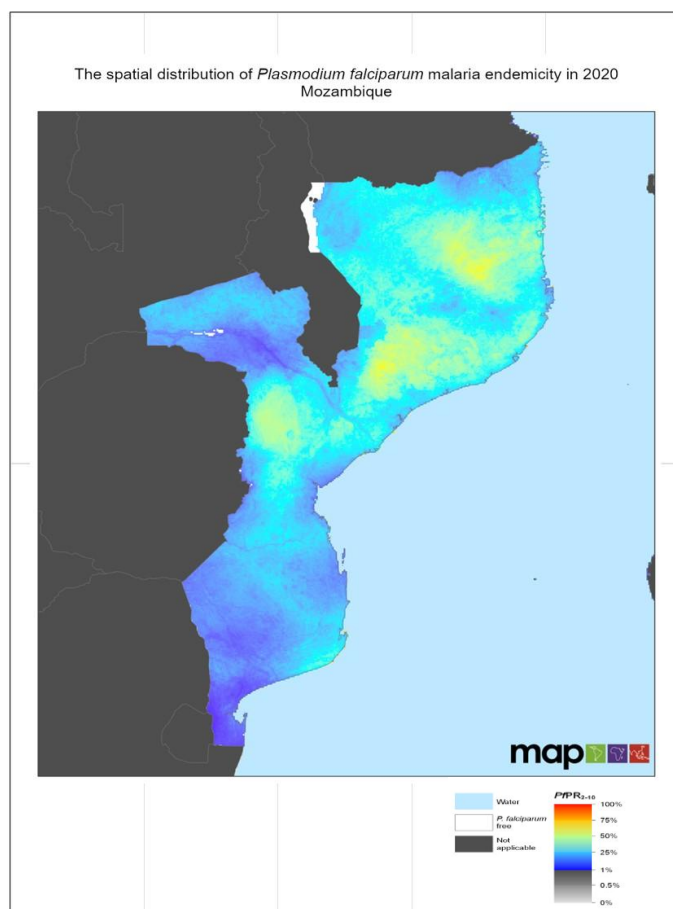 The spatial distribution of Plasmodium falciparum malaria endemicity in 2020
Mozambique
map
Water
P. falciparum
free
Not
applicable
PfPR2-10
100%
75%
50%
25%
1%
0.5%
0%